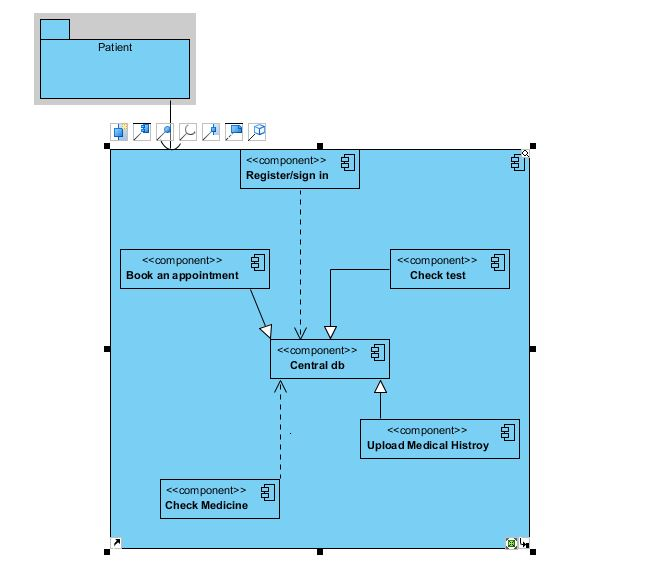 Patient
<<component>>
Register/sign in
<<component>>
Book an appointment
<<component>>
Check test
<<component>>
Central db
<<component>>
Upload Medical Histroy
<<component>>
Check Medicine